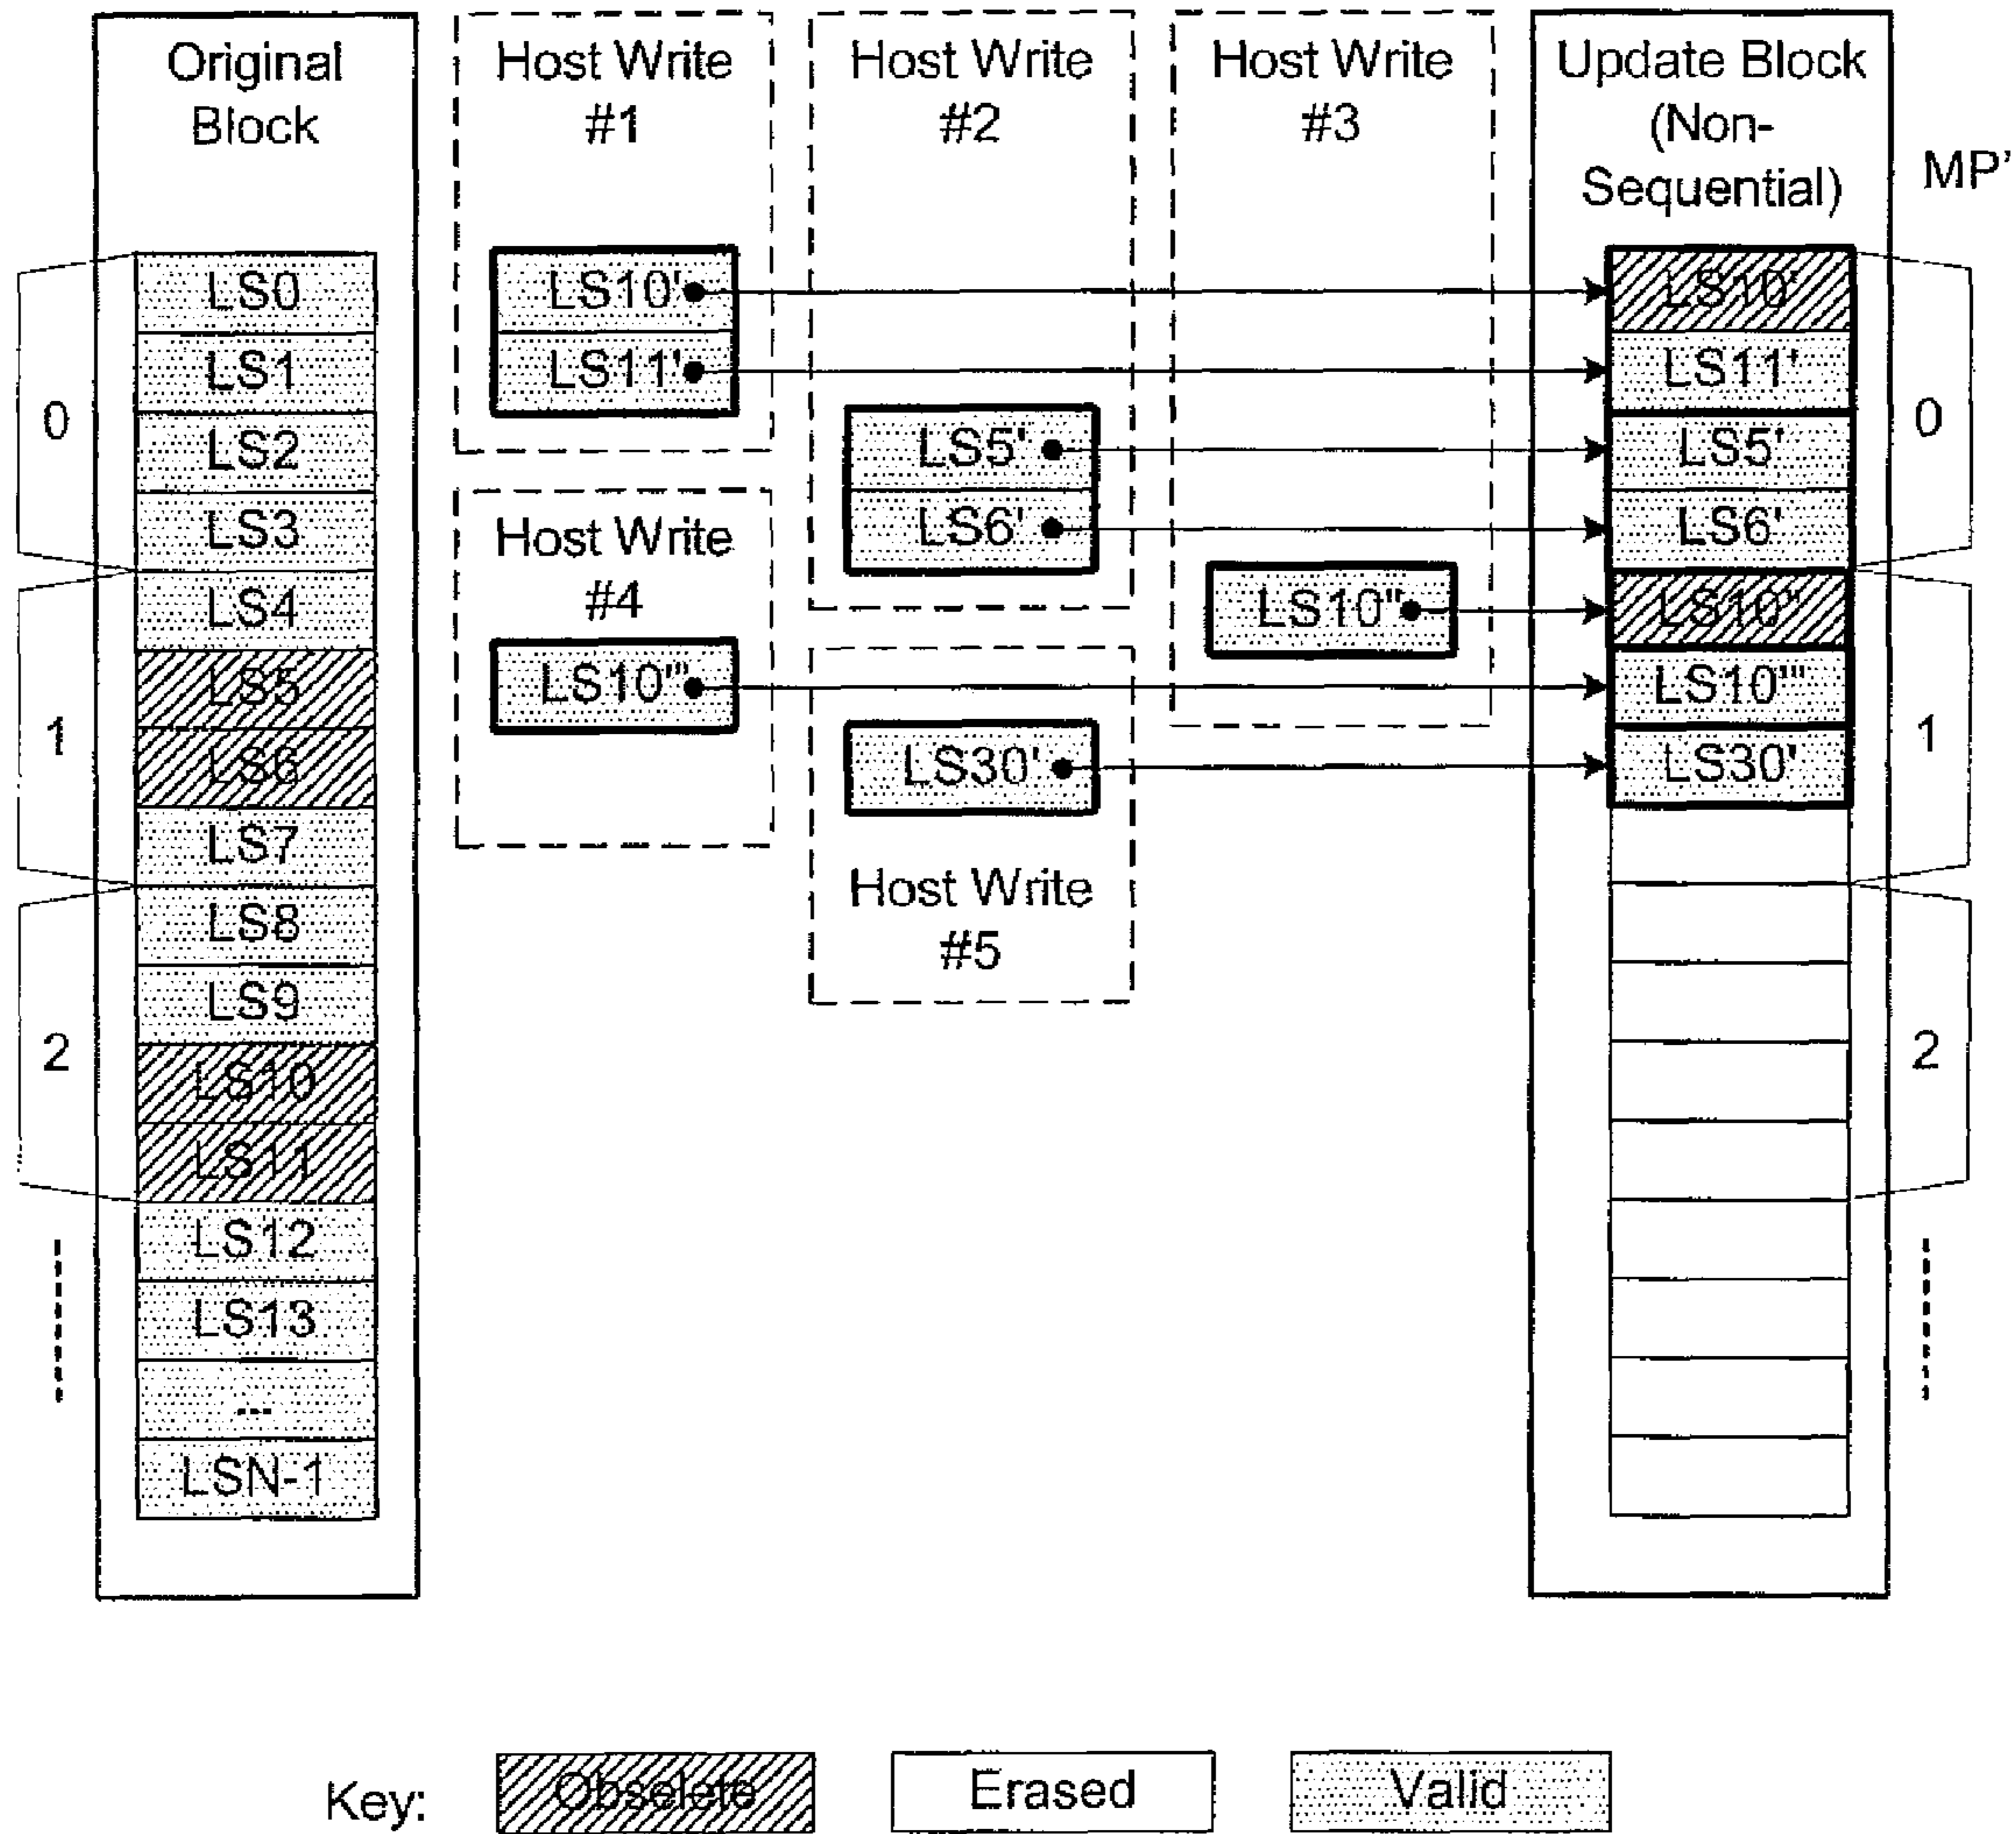 Original
Block
LS0
LS1
LS2
LS3
LS4
LS5
LS6
LS7
LS8
LS9
LS10
LS11
LS12
LS13
...
LSN-1
0
1
2
Host Write
#1
LS10'
LS11'
Host Write
#2
LS5'
LS6'
Host Write
#3
LS10"
Host Write
#4
LS10'"
LS30'
Host Write
#5
Update Block
(Non-
Sequential)
LS10'
LS11'
LS5'
LS6'
LS10"
LS10'"
LS30'
MP'
0
1
2
Key:
Obselete
Erased
Valid